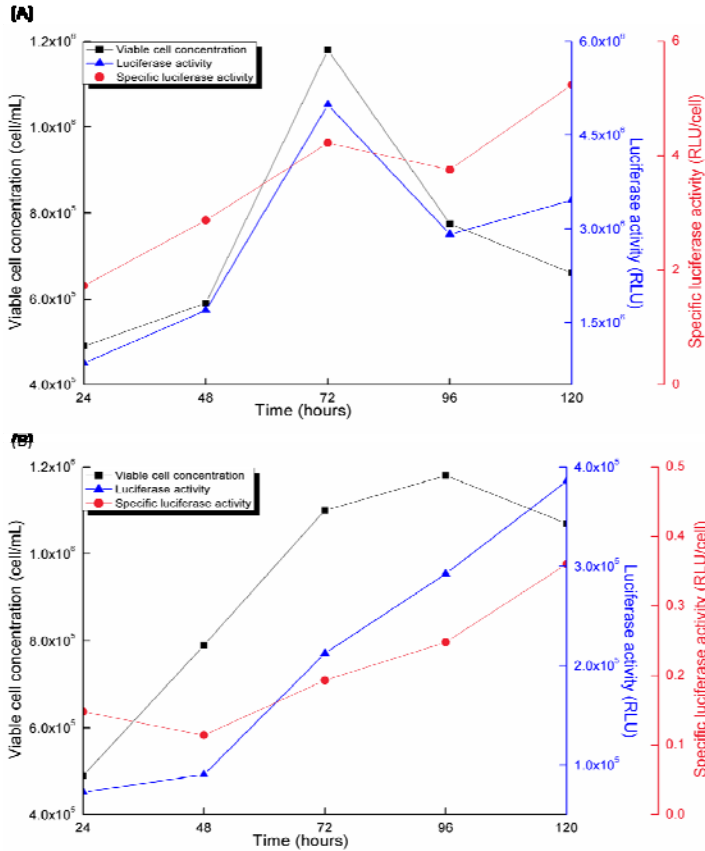 (A)
Viable cell concentration
Luciferase activity
Specific luciferase activity
1.2x10⁶
1.0x10⁶
8.0x10⁵
6.0x10⁵
4.0x10⁵
Viable cell concentration (cell/mL)
24 48 72 96 120
Time (hours)
6.0x10⁶
4.5x10⁶
3.0x10⁶
1.5x10⁶
Luciferase activity (RLU)
6
4
2
0
Specific luciferase activity (RLU/cell)
(B)
Viable cell concentration
Luciferase activity
Specific luciferase activity
1.2x10⁶
1.0x10⁶
8.0x10⁵
6.0x10⁵
4.0x10⁵
Viable cell concentration (cell/mL)
24 48 72 96 120
Time (hours)
4.0x10⁵
3.0x10⁵
2.0x10⁵
1.0x10⁵
Luciferase activity (RLU)
0.5
0.4
0.3
0.2
0.1
0.0
Specific luciferase activity (RLU/cell)